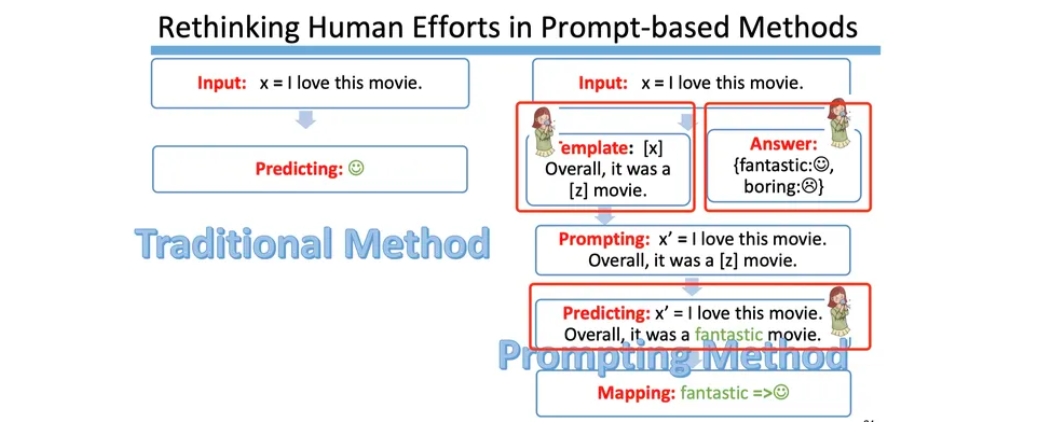 Rethinking Human Efforts in Prompt-based Methods
Input: x = I love this movie.
Predicting: ☺
Traditional Method
Input: x = I love this movie.
emplate: [x]
Overall, it was a
[z] movie.
Answer:
{fantastic:☺,
boring:☹}
Prompting: x' = I love this movie.
Overall, it was a [z] movie.
Predicting: x' = I love this movie.
Overall, it was a fantastic movie.
Prompting Method
Mapping: fantastic =>☺